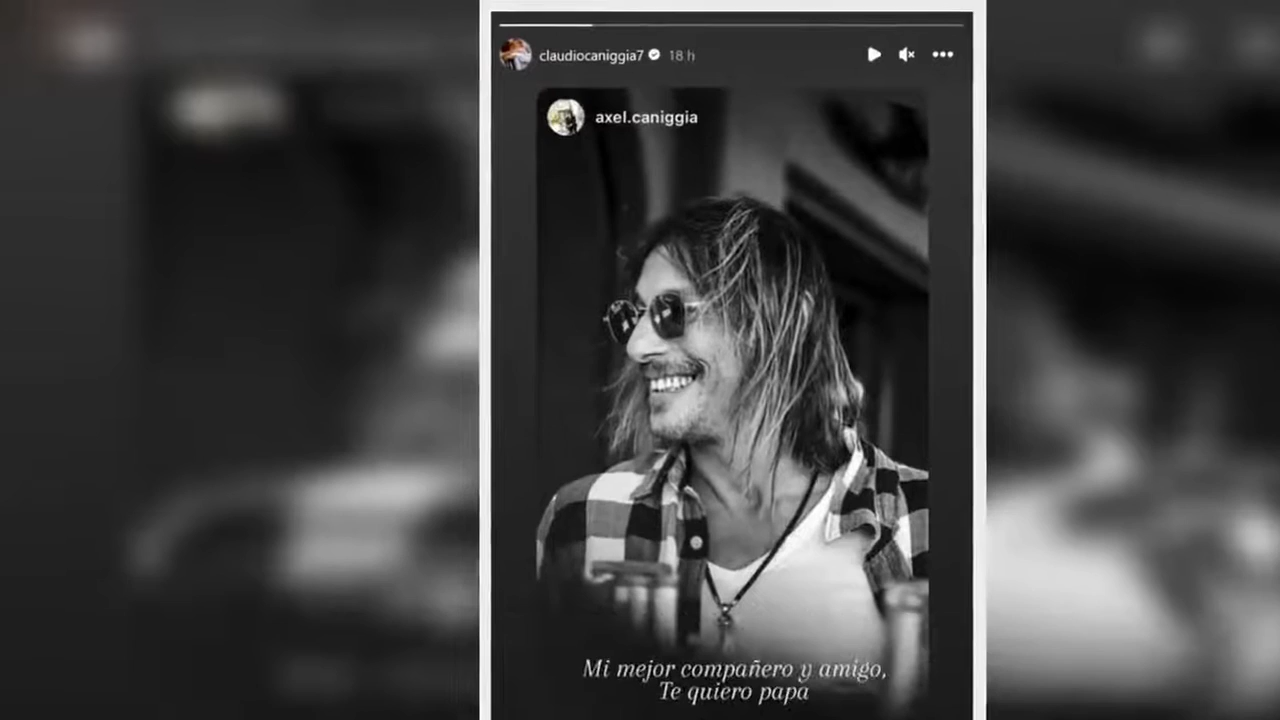 claudiocaniggia7 18 h
axel.caniggia
Mi mejor compañero y amigo,
Te quiero papa